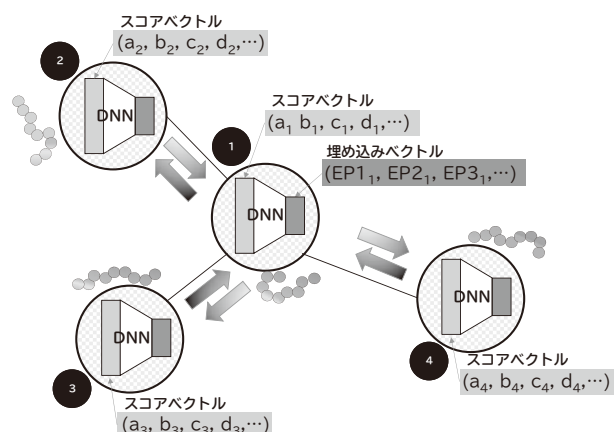 スコアベクトル
(a₂, b₂, c₂, d₂,…)
2
DNN
スコアベクトル
(a₁ b₁, c₁, d₁,…)
1
埋め込みベクトル
(EP1₁, EP2₁, EP3₁,…)
DNN
DNN
DNN
3
4
スコアベクトル
(a₄, b₄, c₄, d₄,…)
スコアベクトル
(a₃, b₃, c₃, d₃,…)